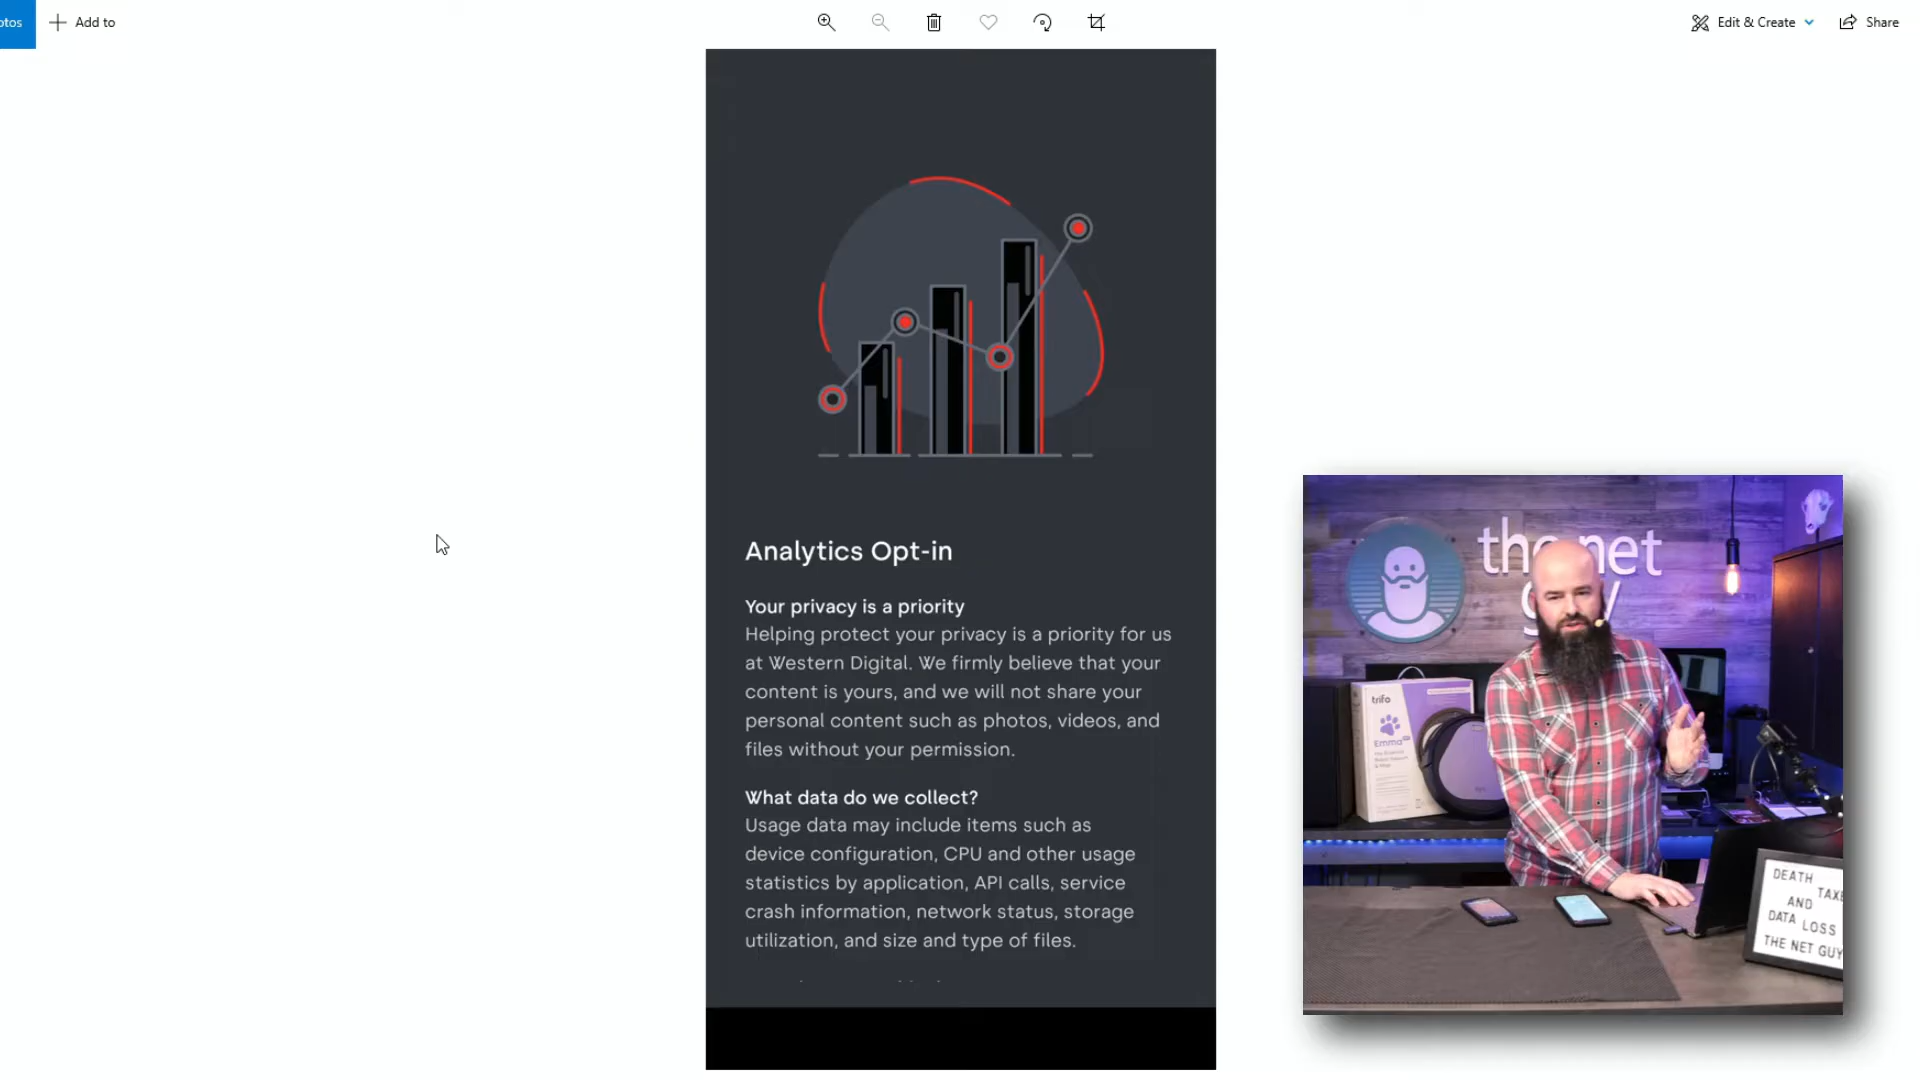 otos
Add to
Edit & Create
Share
Analytics Opt-in
Your privacy is a priority
Helping protect your privacy is a priority for us
at Western Digital. We firmly believe that your
content is yours, and we will not share your
personal content such as photos, videos, and
files without your permission.
What data do we collect?
Usage data may include items such as
device configuration, CPU and other usage
statistics by application, API calls, service
crash information, network status, storage
utilization, and size and type of files.
the net
trifo
Emma
DEATH
TAXE
AND
DATA LOSS
THE NET GUY